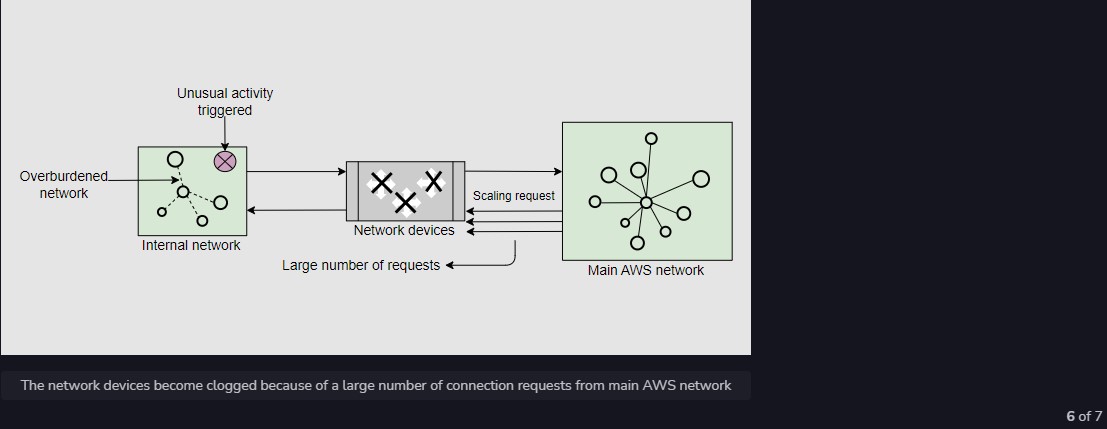 Unusual activity
triggered
Overburdened
network
Scaling request
Network devices
Internal network
Large number of requests
Main AWS network
The network devices become clogged because of a large number of connection requests from main AWS network
6 of 7